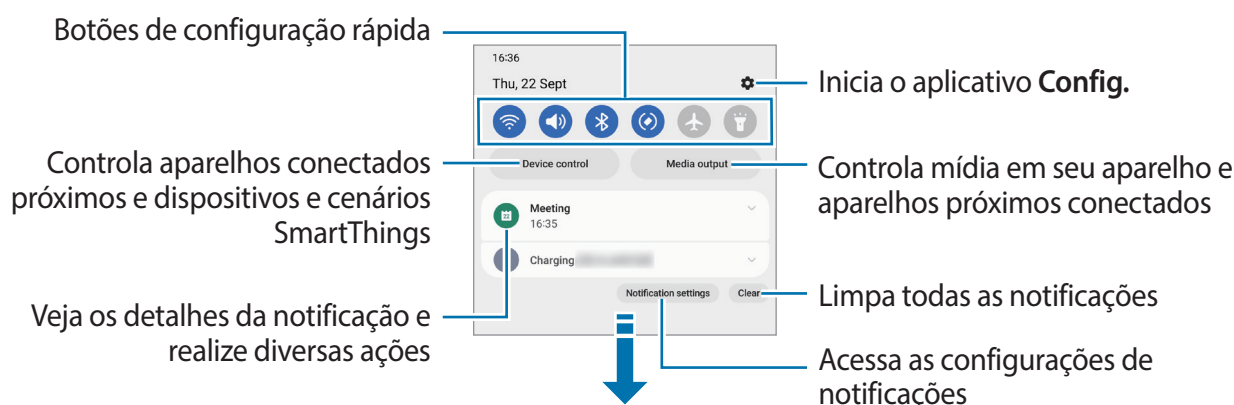 Botões de configuração rápida
16:36
Thu, 22 Sept
Inicia o aplicativo Config.
Controla aparelhos conectados
próximos e dispositivos e cenários
SmartThings
Device control
Media output
Controla mídia em seu aparelho e
aparelhos próximos conectados
Meeting
16:35
22
Charging
Notification settings
Clear
Limpa todas as notificações
Veja os detalhes da notificação e
realize diversas ações
Acessa as configurações de
notificações